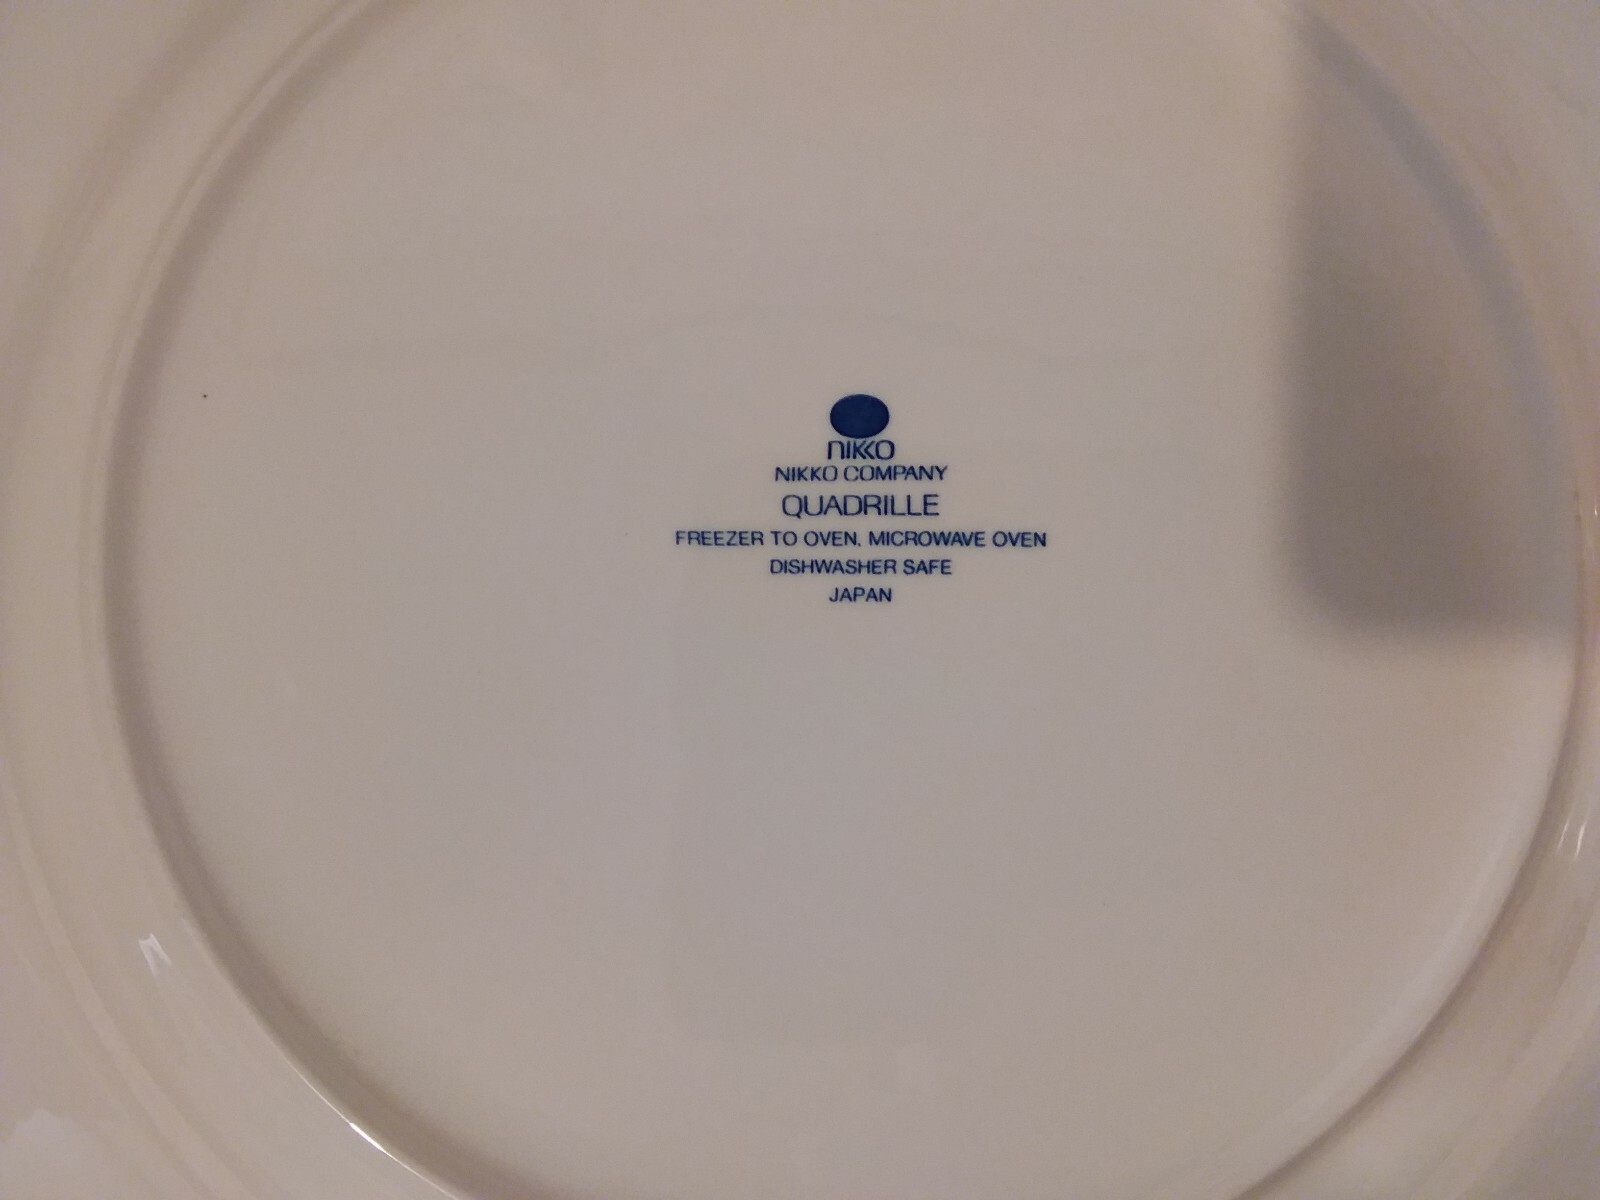 nikko
NIKKO COMPANY
QUADRILLE
FREEZER TO OVEN, MICROWAVE OVEN
DISHWASHER SAFE
JAPAN